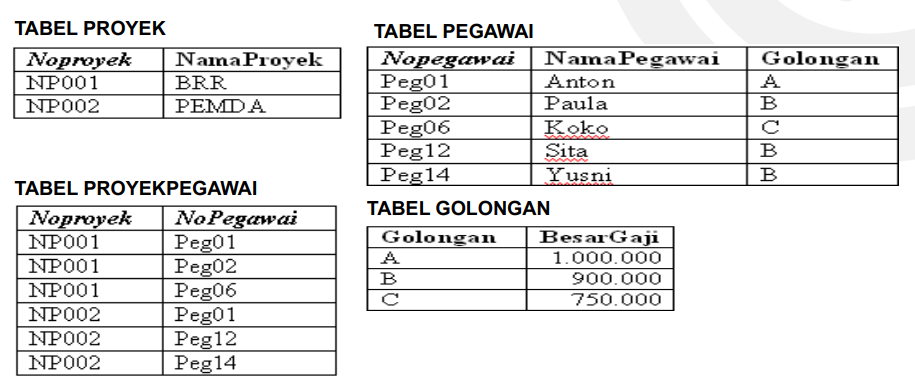 TABEL PROYEK
Noproyek NamaProyek
NP001 BRR
NP002 PEMDA
TABEL PROYEKPEGAWAI
Noproyek NoPegawai
NP001 Peg01
NP001 Peg02
NP001 Peg06
NP002 Peg01
NP002 Peg12
NP002 Peg14
TABEL PEGAWAI
Nopegawai NamaPegawai Golongan
Peg01 Anton A
Peg02 Paula B
Peg06 Koko C
Peg12 Sita B
Peg14 Yusni B
TABEL GOLONGAN
Golongan BesarGaji
A 1.000.000
B 900.000
C 750.000